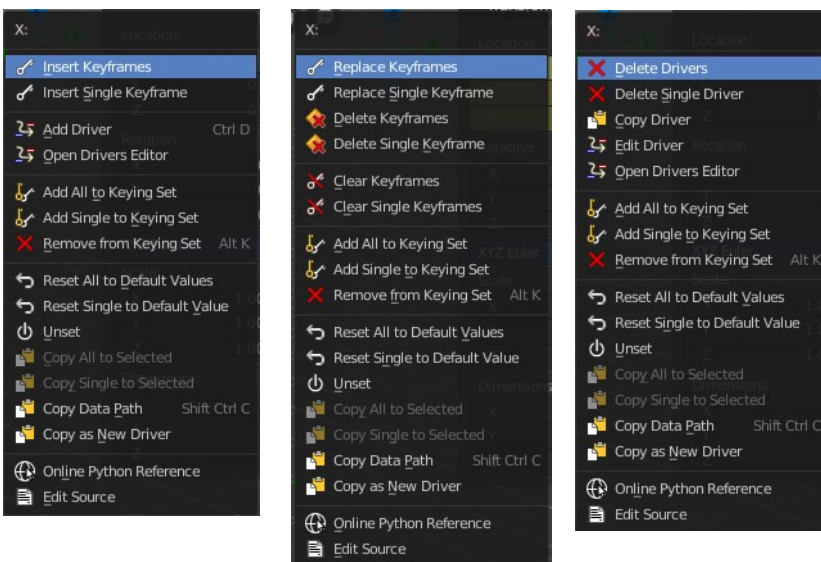 X:
Insert Keyframes
Insert Single Keyframe
Add Driver Ctrl D
Open Drivers Editor
Add All to Keying Set
Add Single to Keying Set
Remove from Keying Set Alt K
Reset All to Default Values
Reset Single to Default Value
Unset
Copy All to Selected
Copy Single to Selected
Copy Data Path Shift Ctrl C
Copy as New Driver
Online Python Reference
Edit Source
X:
Replace Keyframes
Replace Single Keyframe
Delete Keyframes
Delete Single Keyframe
Clear Keyframes
Clear Single Keyframes
Add All to Keying Set
Add Single to Keying Set
Remove from Keying Set Alt K
Reset All to Default Values
Reset Single to Default Value
Unset
Copy All to Selected
Copy Single to Selected
Copy Data Path Shift Ctrl C
Copy as New Driver
Online Python Reference
Edit Source
X:
Delete Drivers
Delete Single Driver
Copy Driver
Edit Driver
Open Drivers Editor
Add All to Keying Set
Add Single to Keying Set
Remove from Keying Set Alt K
Reset All to Default Values
Reset Single to Default Value
Unset
Copy All to Selected
Copy Single to Selected
Copy Data Path Shift Ctrl C
Copy as New Driver
Online Python Reference
Edit Source